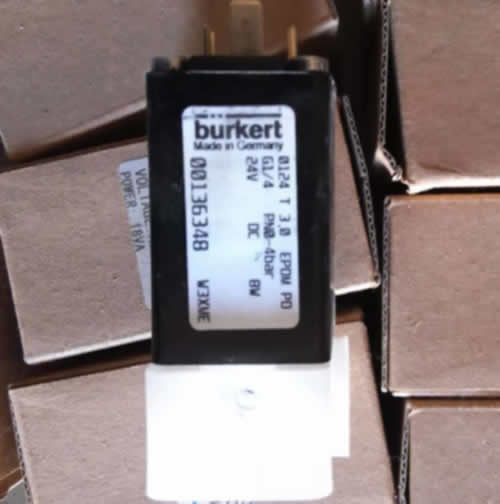 burkert
Made in Germany
0124 T 3.0 EPDM PD
G1/4 PN0-4bar
24V DC 8W
00136348 W3XME
VOLTAGE
POWER: 18VA